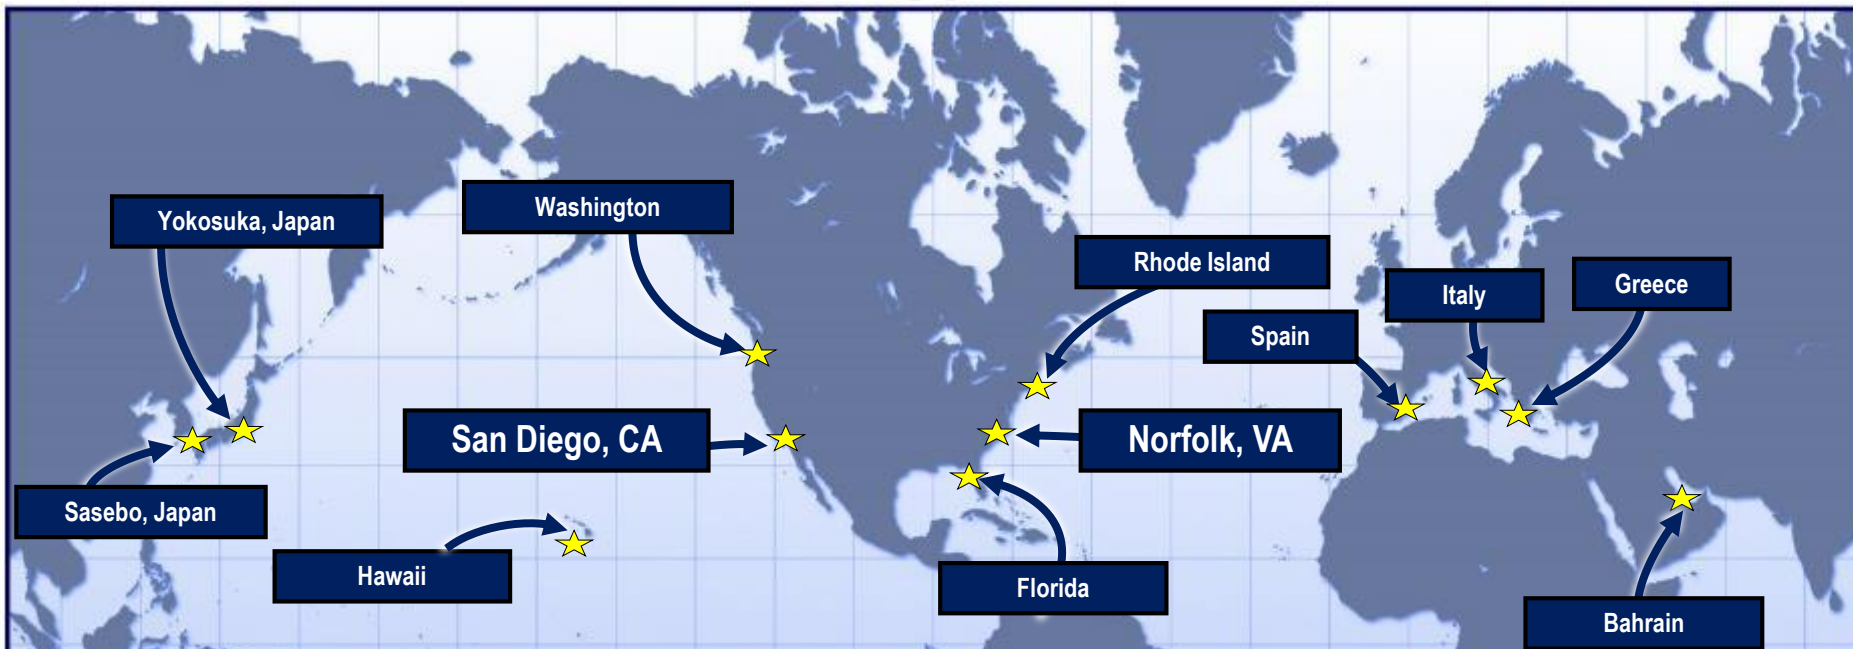 Yokosuka, Japan
Washington
Rhode Island
Italy
Greece
Spain
San Diego, CA
Norfolk, VA
Sasebo, Japan
Hawaii
Florida
Bahrain